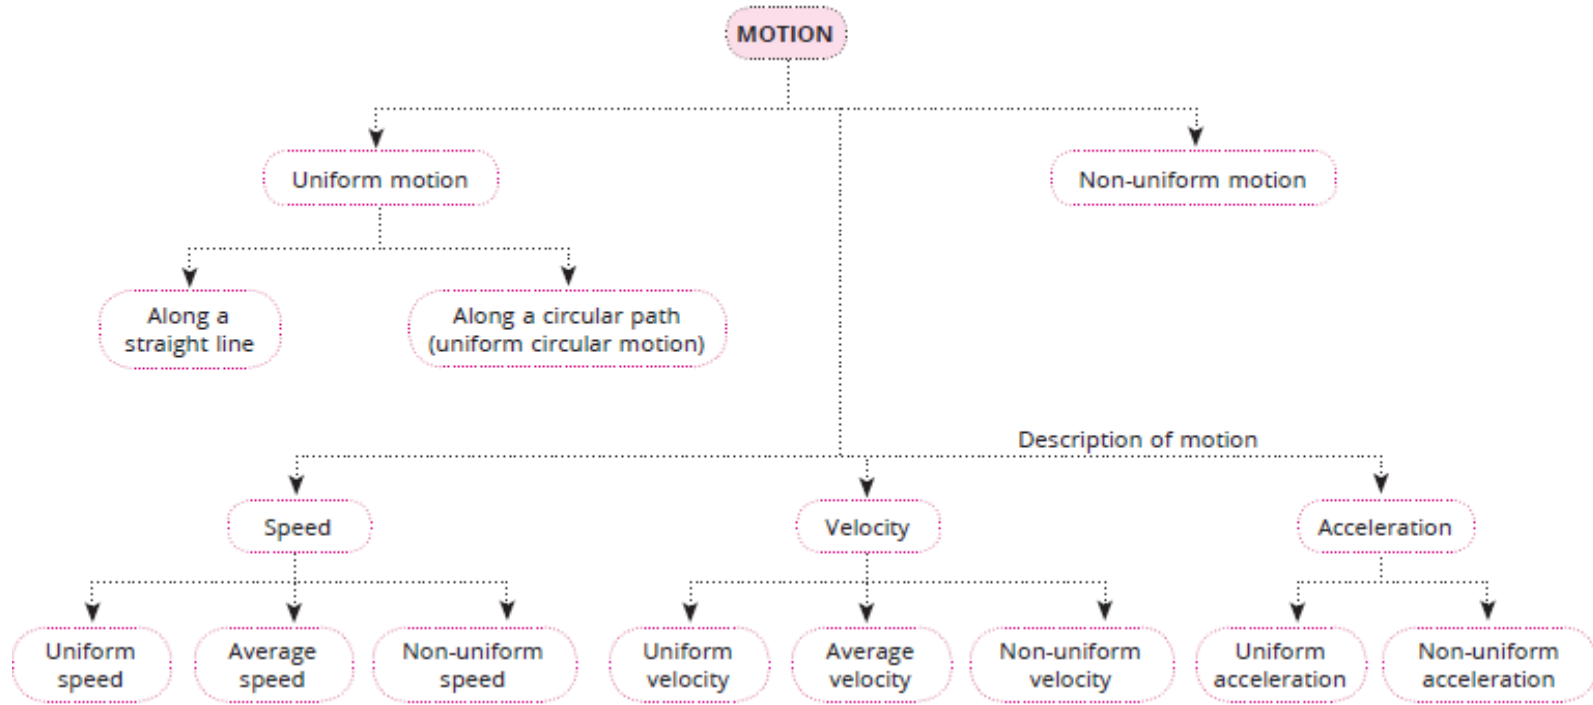 MOTION
Uniform motion
Non-uniform motion
Along a
straight line
Along a circular path
(uniform circular motion)
Description of motion
Speed
Velocity
Acceleration
Uniform
speed
Average
speed
Non-uniform
speed
Uniform
velocity
Average
velocity
Non-uniform
velocity
Uniform
acceleration
Non-uniform
acceleration